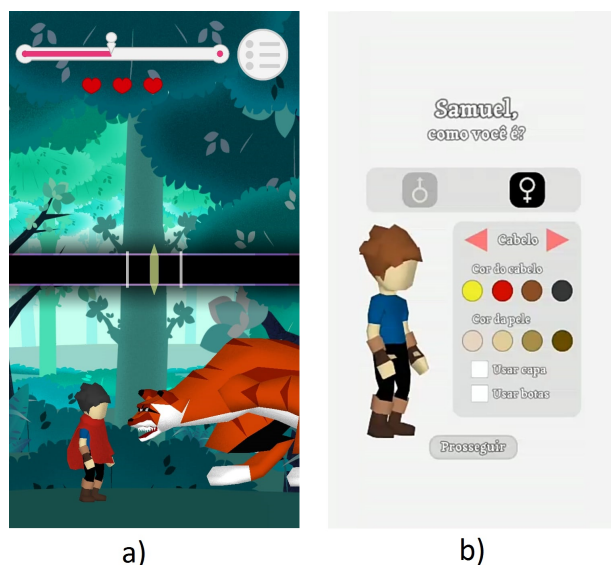 Samuel,
como você é?
Cabelo
Cor do cabelo
Cor da pele
Usar capa
Usar botas
Prosseguir
a)
b)